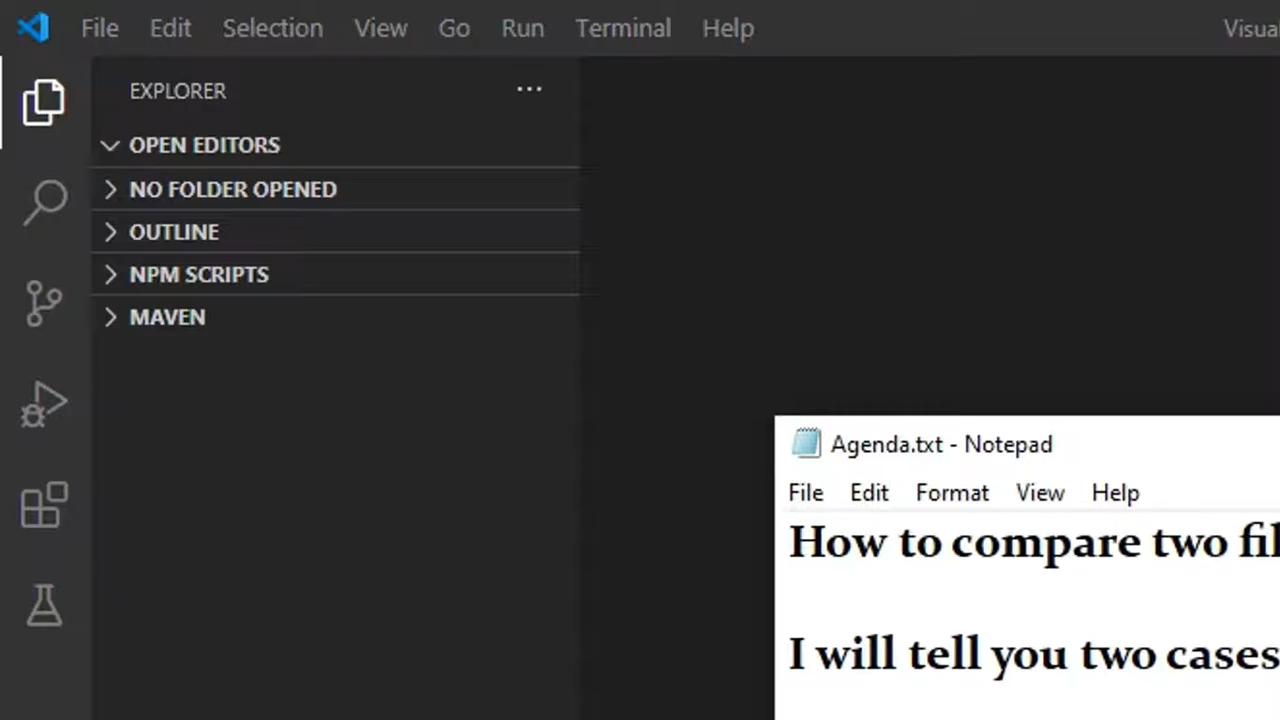 File Edit Selection View Go Run Terminal Help
EXPLORER
OPEN EDITORS
NO FOLDER OPENED
OUTLINE
NPM SCRIPTS
MAVEN
Agenda.txt - Notepad
File Edit Format View Help
How to compare two
I will tell you two cases